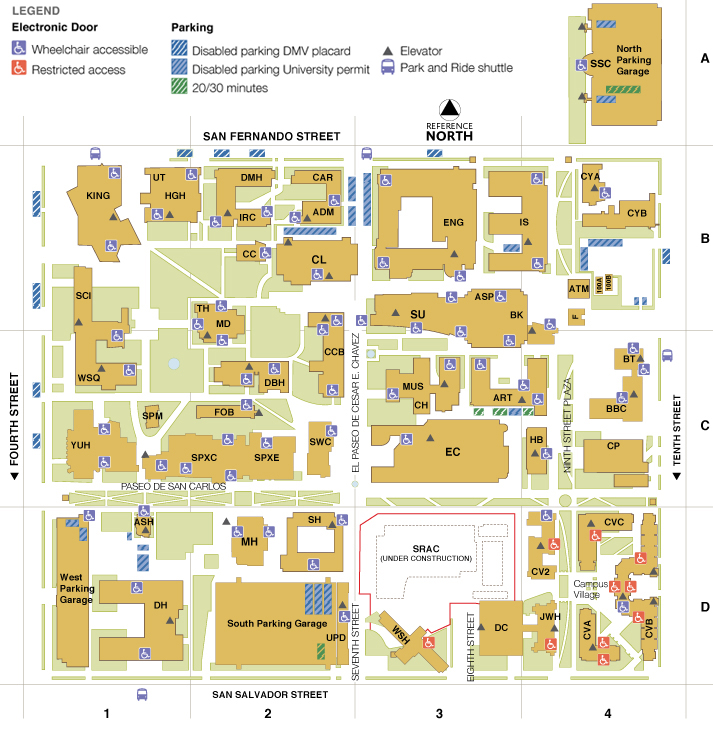 LEGEND
Electronic Door
Wheelchair accessible
Restricted access
Parking
Disabled parking DMV placard
Disabled parking University permit
20/30 minutes
Elevator
Park and Ride shuttle
SSC
North
Parking
Garage
A
REFERENCE
NORTH
SAN FERNANDO STREET
KING
UT
HGH
DMH
CAR
IRC
ADM
ENG
IS
CYA
CYB
B
CC
CL
SCI
TH
MD
SU
ASP
BK
ATM
100A
100B
F
WSQ
CCB
DBH
MUS
CH
ART
BT
BBC
FOURTH STREET
EL PASEO DE CESAR E. CHAVEZ
NINTH STREET PLAZA
TENTH STREET
C
SPM
FOB
YUH
SPXC
SPXE
SWC
EC
HB
CP
PASEO DE SAN CARLOS
ASH
MH
SH
SRAC
(UNDER CONSTRUCTION)
CV2
CVC
West
Parking
Garage
DH
South Parking Garage
UPD
SEVENTH STREET
WSH
EIGHTH STREET
DC
JWH
Campus
Village
CVA
CVB
D
SAN SALVADOR STREET
1
2
3
4